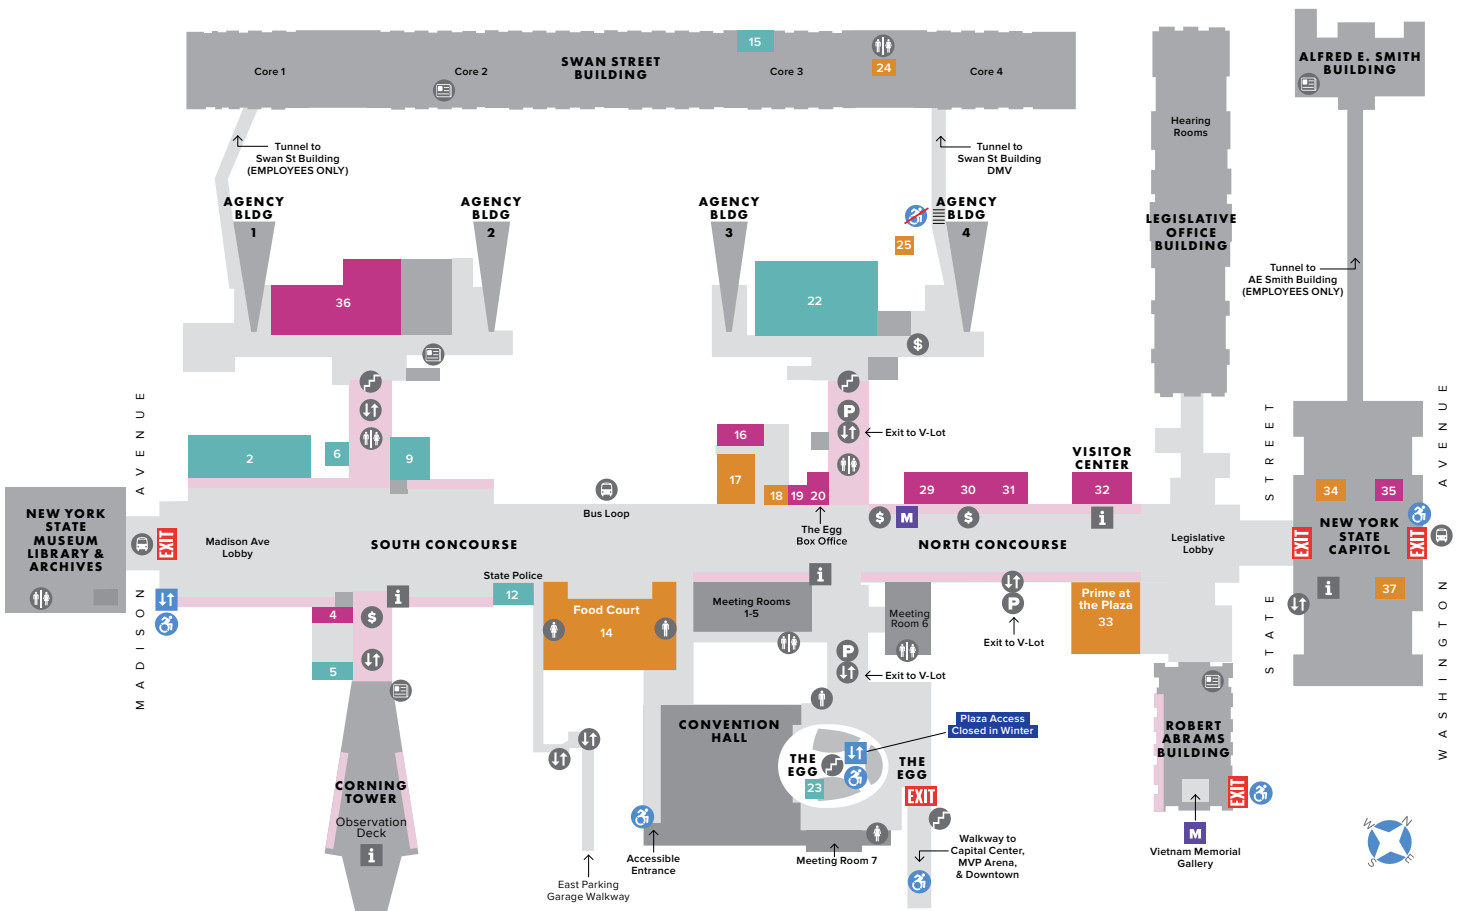 15
24
Core 1
Core 2
SWAN STREET
BUILDING
Core 3
Core 4
ALFRED E. SMITH
BUILDING
Hearing
Rooms
Tunnel to
Swan St Building
(EMPLOYEES ONLY)
Tunnel to
Swan St Building
DMV
AGENCY
BLDG
1
AGENCY
BLDG
2
AGENCY
BLDG
3
AGENCY
BLDG
4
25
LEGISLATIVE
OFFICE
BUILDING
Tunnel to
AE Smith Building
(EMPLOYEES ONLY)
36
22
$
P
Exit to V-Lot
MADISON AVENUE
STATE STREET
WASHINGTON AVENUE
2
6
9
16
17
18
19
20
The Egg
Box Office
29
30
31
VISITOR
CENTER
32
34
35
Bus Loop
$
M
$
i
NEW YORK
STATE
MUSEUM
LIBRARY &
ARCHIVES
EXIT
Madison Ave
Lobby
SOUTH CONCOURSE
NORTH CONCOURSE
Legislative
Lobby
EXIT
NEW YORK
STATE
CAPITOL
EXIT
i
37
State Police
12
i
4
$
5
Food Court
14
i
Meeting Rooms
1-5
Meeting
Room 6
P
Exit to V-Lot
Prime at
the Plaza
33
P
Exit to V-Lot
CONVENTION
HALL
Plaza Access
Closed in Winter
THE
EGG
23
THE
EGG
EXIT
ROBERT
ABRAMS
BUILDING
EXIT
M
Vietnam Memorial
Gallery
CORNING
TOWER
Observation
Deck
i
East Parking
Garage Walkway
Accessible
Entrance
Meeting Room 7
Walkway to
Capital Center,
MVP Arena,
& Downtown
W
N
S
E